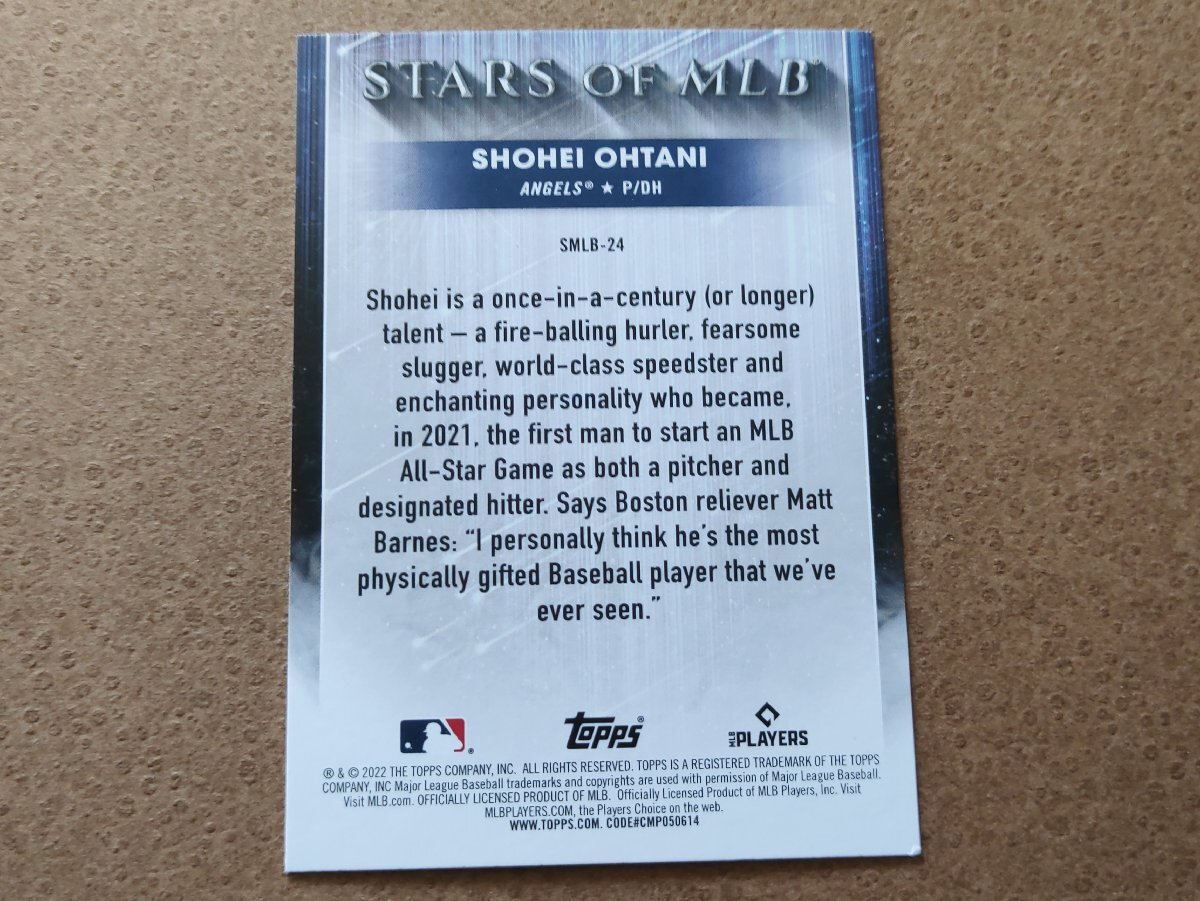 STARS OF MLB®
SHOHEI OHTANI
ANGELS® ★ P/DH
SMLB-24
Shohei is a once-in-a-century (or longer)
talent – a fire-balling hurler, fearsome
slugger, world-class speedster and
enchanting personality who became,
in 2021, the first man to start an MLB
All-Star Game as both a pitcher and
designated hitter. Says Boston reliever Matt
Barnes: “I personally think he's the most
physically gifted Baseball player that we've
ever seen.”
Topps®
MLB PLAYERS
® & © 2022 THE TOPPS COMPANY, INC. ALL RIGHTS RESERVED. TOPPS IS A REGISTERED TRADEMARK OF THE TOPPS
COMPANY, INC Major League Baseball trademarks and copyrights are used with permission of Major League Baseball.
Visit MLB.com. OFFICIALLY LICENSED PRODUCT OF MLB. Officially Licensed Product of MLB Players, Inc. Visit
MLBPLAYERS.COM, the Players Choice on the web.
WWW.TOPPS.COM. CODE#CMP050614